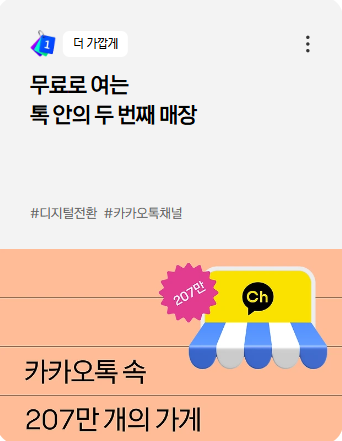 1
더 가깝게
무료로 여는
톡 안의 두 번째 매장
#디지털전환 #카카오톡채널
207만
Ch
카카오톡 속
207만 개의 가게